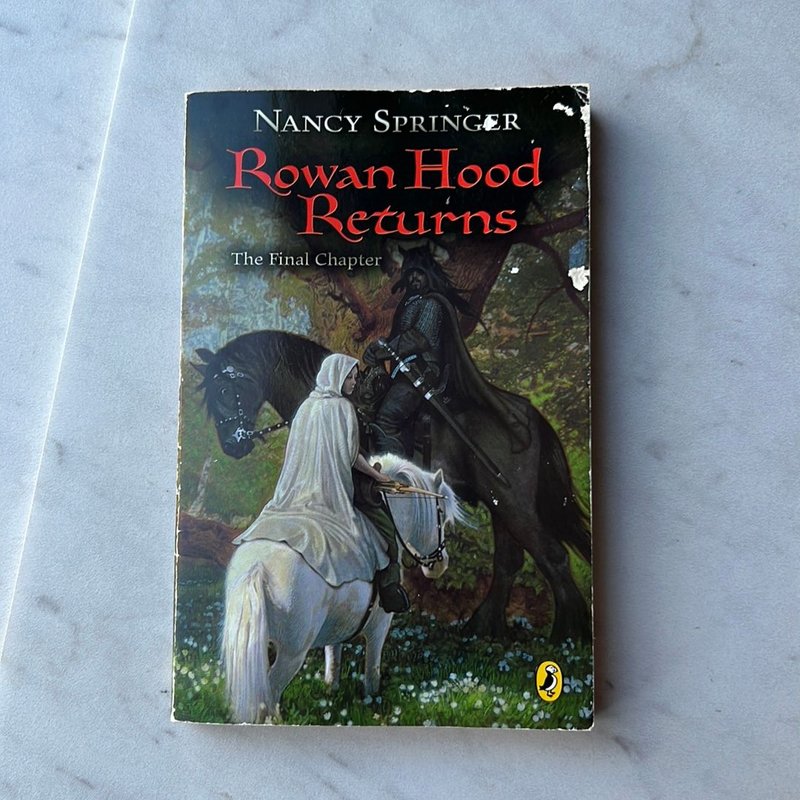 Nancy Springer
Rowan Hood
Returns
The Final Chapter